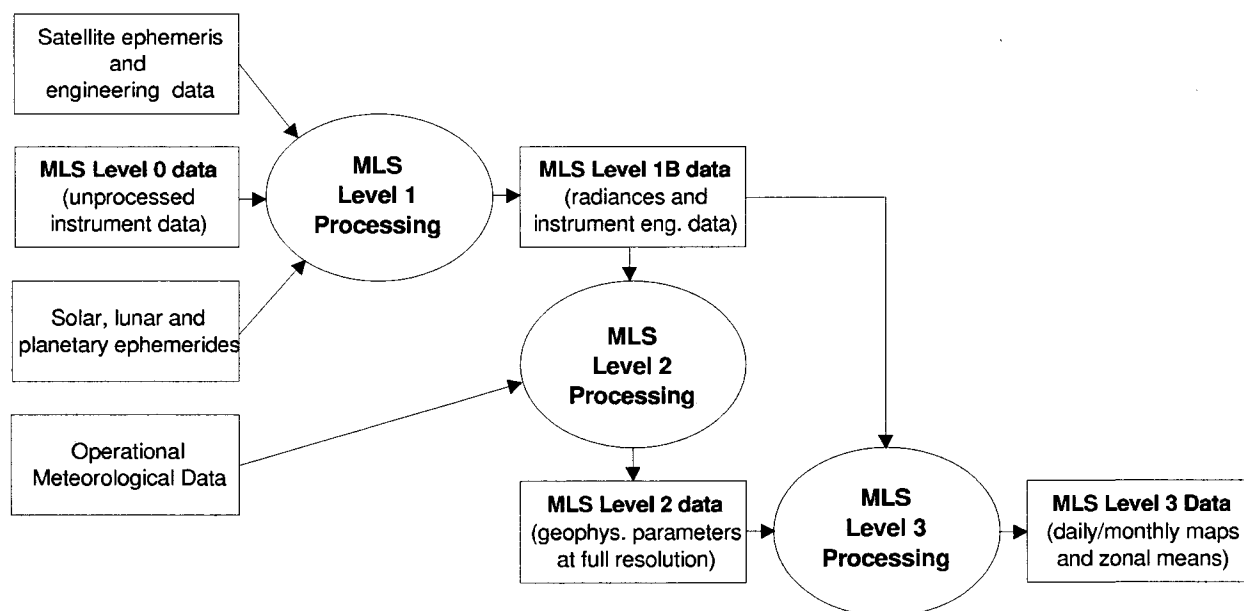 Satellite ephemeris
and
engineering data
MLS Level 0 data
(unprocessed
instrument data)
Solar, lunar and
planetary ephemerides
Operational
Meteorological Data
MLS
Level 1
Processing
MLS Level 1B data
(radiances and
instrument eng. data)
MLS
Level 2
Processing
MLS Level 2 data
(geophys. parameters
at full resolution)
MLS
Level 3
Processing
MLS Level 3 Data
(daily/monthly maps
and zonal means)